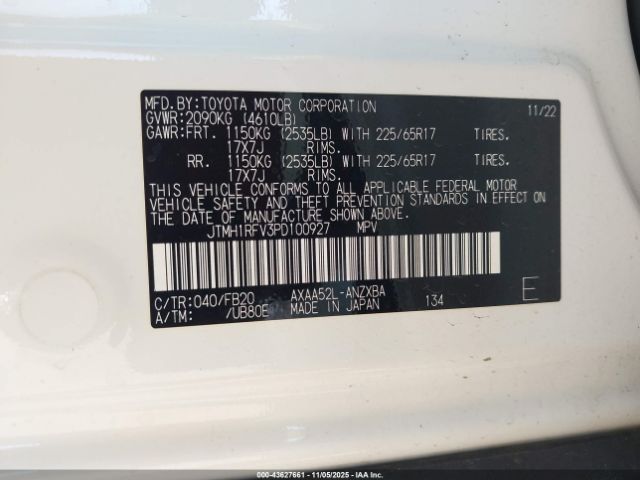 MFD.BY:TOYOTA MOTOR CORPORATION 11/22
GVWR:2090KG (4610LB)
GAWR:FRT. 1150KG (2535LB) WITH 225/65R17 TIRES.
17X7J RIMS.
RR. 1150KG (2535LB) WITH 225/65R17 TIRES.
17X7J RIMS.
THIS VEHICLE CONFORMS TO ALL APPLICABLE FEDERAL MOTOR
VEHICLE SAFETY AND THEFT PREVENTION STANDARDS IN EFFECT ON
THE DATE OF MANUFACTURE SHOWN ABOVE.
JTMH1RFV3PD100927 MPV
C/TR:040/FB20 AXAA52L-ANZXBA 134 E
A/TM: /UB80E MADE IN JAPAN
000-43627661 - 11/05/2025 - IAA Inc.